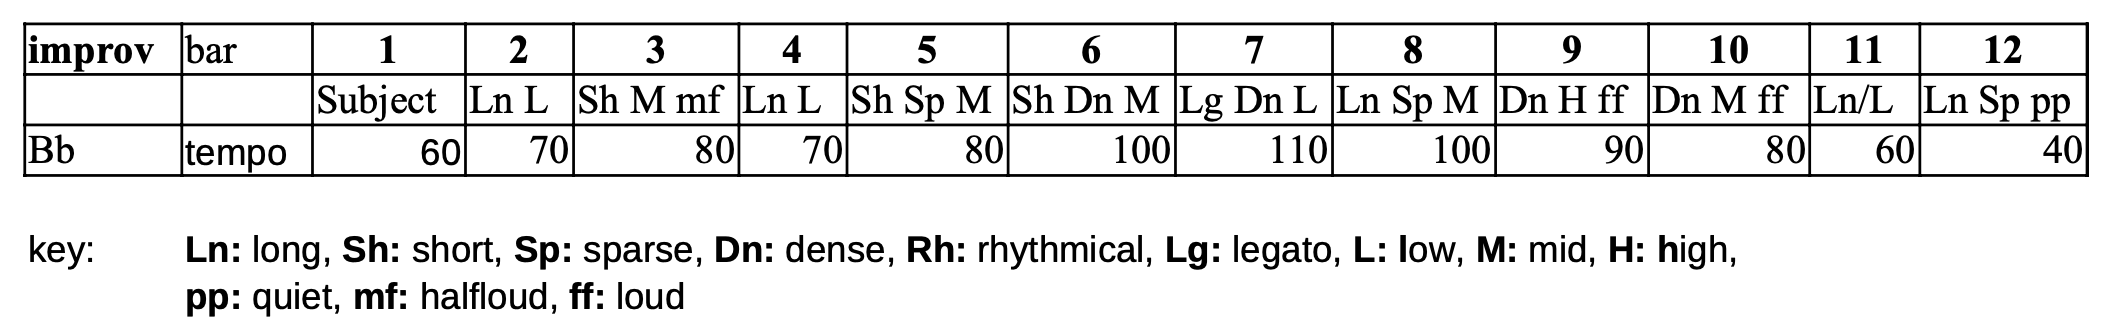 improv bar 1 2 3 4 5 6 7 8 9 10 11 12
Subject Ln L Sh M mf Ln L Sh Sp M Sh Dn M Lg Dn L Ln Sp M Dn H ff Dn M ff Ln/L Ln Sp pp
Bb tempo 60 70 80 70 80 100 110 100 90 80 60 40
key: Ln: long, Sh: short, Sp: sparse, Dn: dense, Rh: rhythmical, Lg: legato, L: low, M: mid, H: high,
pp: quiet, mf: halfloud, ff: loud